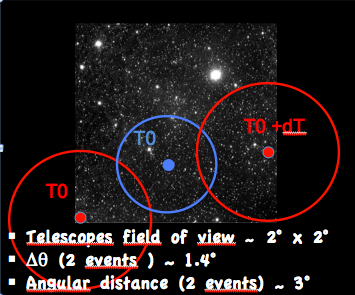 T0
T0 +dT
T0
▪ Telescopes field of view ~ 2° x 2°
▪ Δθ (2 events ) ~ 1.4°
▪ Angular distance (2 events) ~ 3°